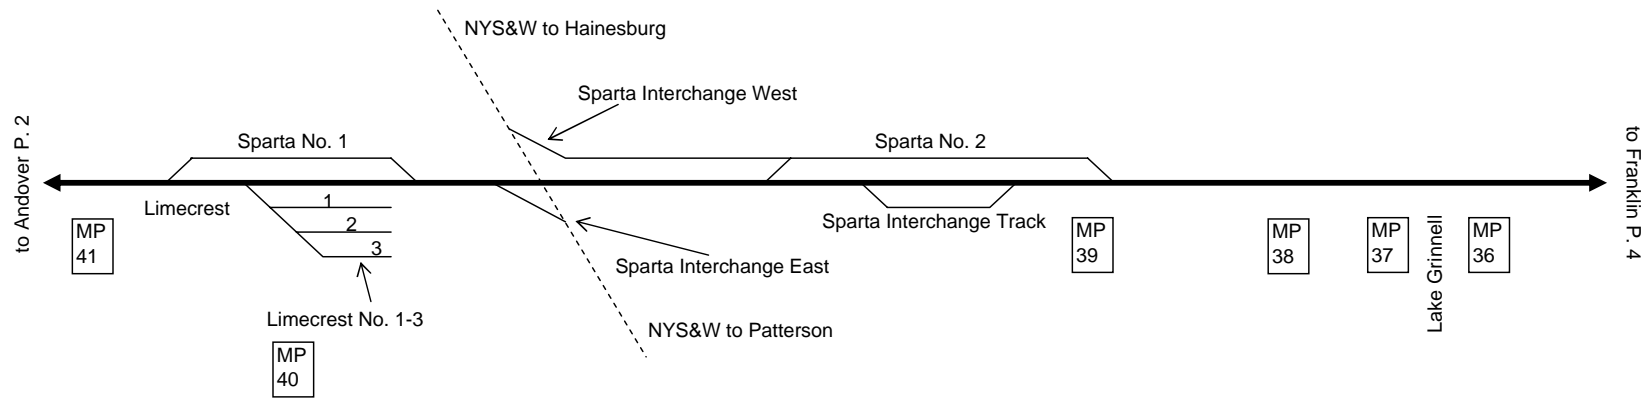 NYS&W to Hainesburg
Sparta Interchange West
to Andover P. 2
Sparta No. 1
Sparta No. 2
to Franklin P. 4
Limecrest
1
2
3
Sparta Interchange Track
MP
41
MP
39
MP
38
MP
37
Lake Grinnell
MP
36
Sparta Interchange East
Limecrest No. 1-3
NYS&W to Patterson
MP
40